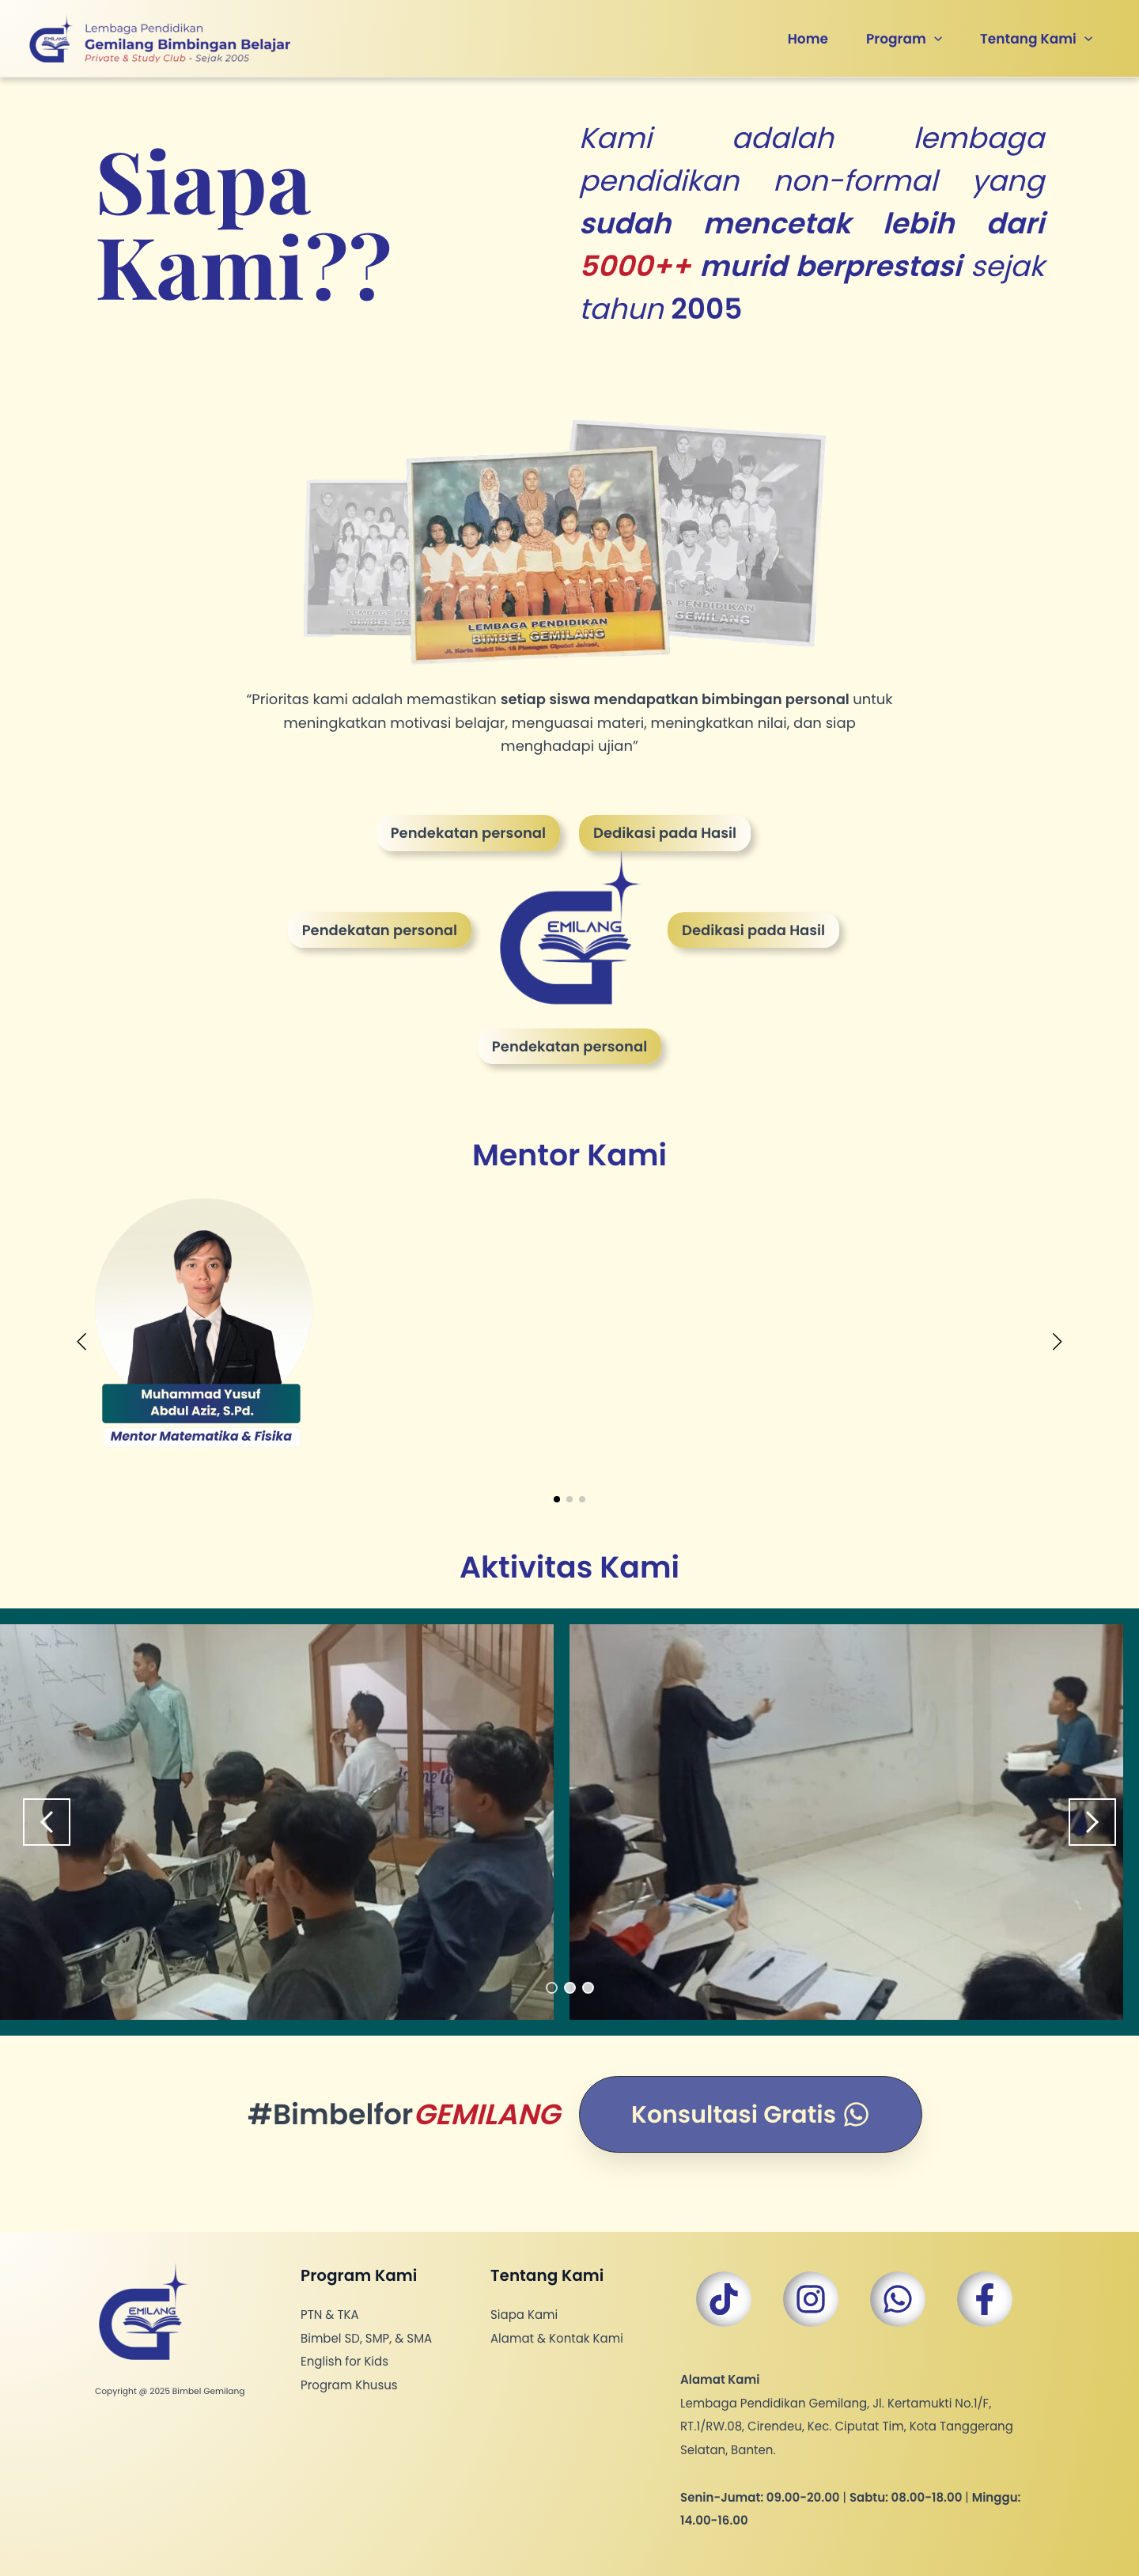 Lembaga Pendidikan
Gemilang Bimbingan Belajar
Private & Study Club - Sejak 2005
Home
Program
Tentang Kami
Siapa
Kami??
Kami adalah lembaga
pendidikan non-formal yang
sudah mencetak lebih dari
5000++ murid berprestasi sejak
tahun 2005
LEMBAGA PENDIDIKAN
BIMBEL GEMILANG
“Prioritas kami adalah memastikan setiap siswa mendapatkan bimbingan personal untuk
meningkatkan motivasi belajar, menguasai materi, meningkatkan nilai, dan siap
menghadapi ujian”
Pendekatan personal
Dedikasi pada Hasil
Pendekatan personal
EMILANG
Dedikasi pada Hasil
Pendekatan personal
Mentor Kami
Muhammad Yusuf
Abdul Aziz, S.Pd.
Mentor Matematika & Fisika
Aktivitas Kami
#BimbelforGEMILANG
Konsultasi Gratis
EMILANG
Copyright @ 2025 Bimbel Gemilang
Program Kami
PTN & TKA
Bimbel SD, SMP, & SMA
English for Kids
Program Khusus
Tentang Kami
Siapa Kami
Alamat & Kontak Kami
Alamat Kami
Lembaga Pendidikan Gemilang, Jl. Kertamukti No.1/F,
RT.1/RW.08, Cirendeu, Kec. Ciputat Tim, Kota Tanggerang
Selatan, Banten.
Senin-Jumat: 09.00-20.00 | Sabtu: 08.00-18.00 | Minggu:
14.00-16.00